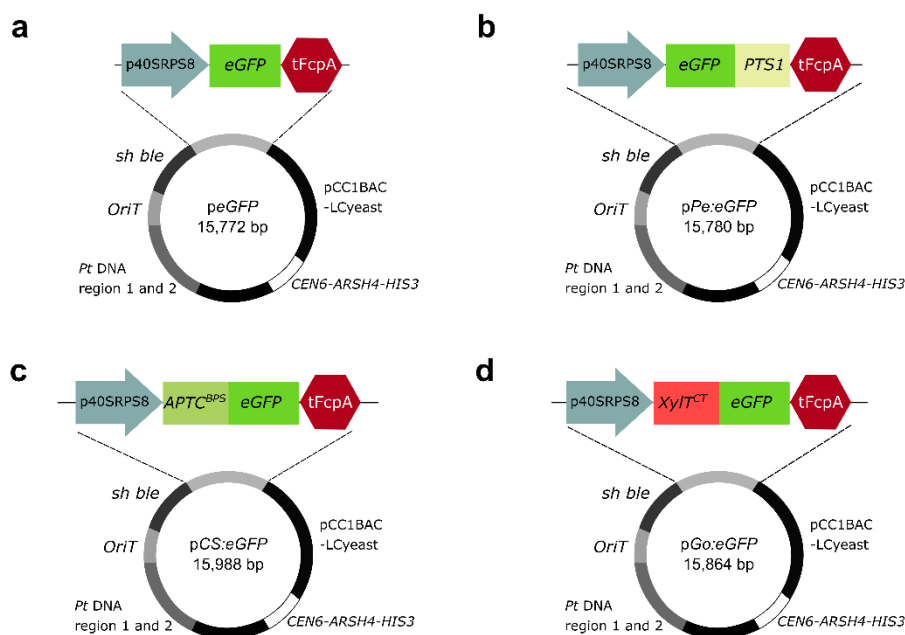 a
p40SRPS8 eGFP tFcpA
sh ble
OriT
Pt DNA
region 1 and 2
peGFP
15,772 bp
pCC1BAC
-LCyeast
CEN6-ARSH4-HIS3
b
p40SRPS8 eGFP PTS1 tFcpA
sh ble
OriT
Pt DNA
region 1 and 2
pPe:eGFP
15,780 bp
pCC1BAC
-LCyeast
CEN6-ARSH4-HIS3
c
p40SRPS8 APTC^BPS eGFP tFcpA
sh ble
OriT
Pt DNA
region 1 and 2
pCS:eGFP
15,988 bp
pCC1BAC
-LCyeast
CEN6-ARSH4-HIS3
d
p40SRPS8 XylT^CT eGFP tFcpA
sh ble
OriT
Pt DNA
region 1 and 2
pGo:eGFP
15,864 bp
pCC1BAC
-LCyeast
CEN6-ARSH4-HIS3